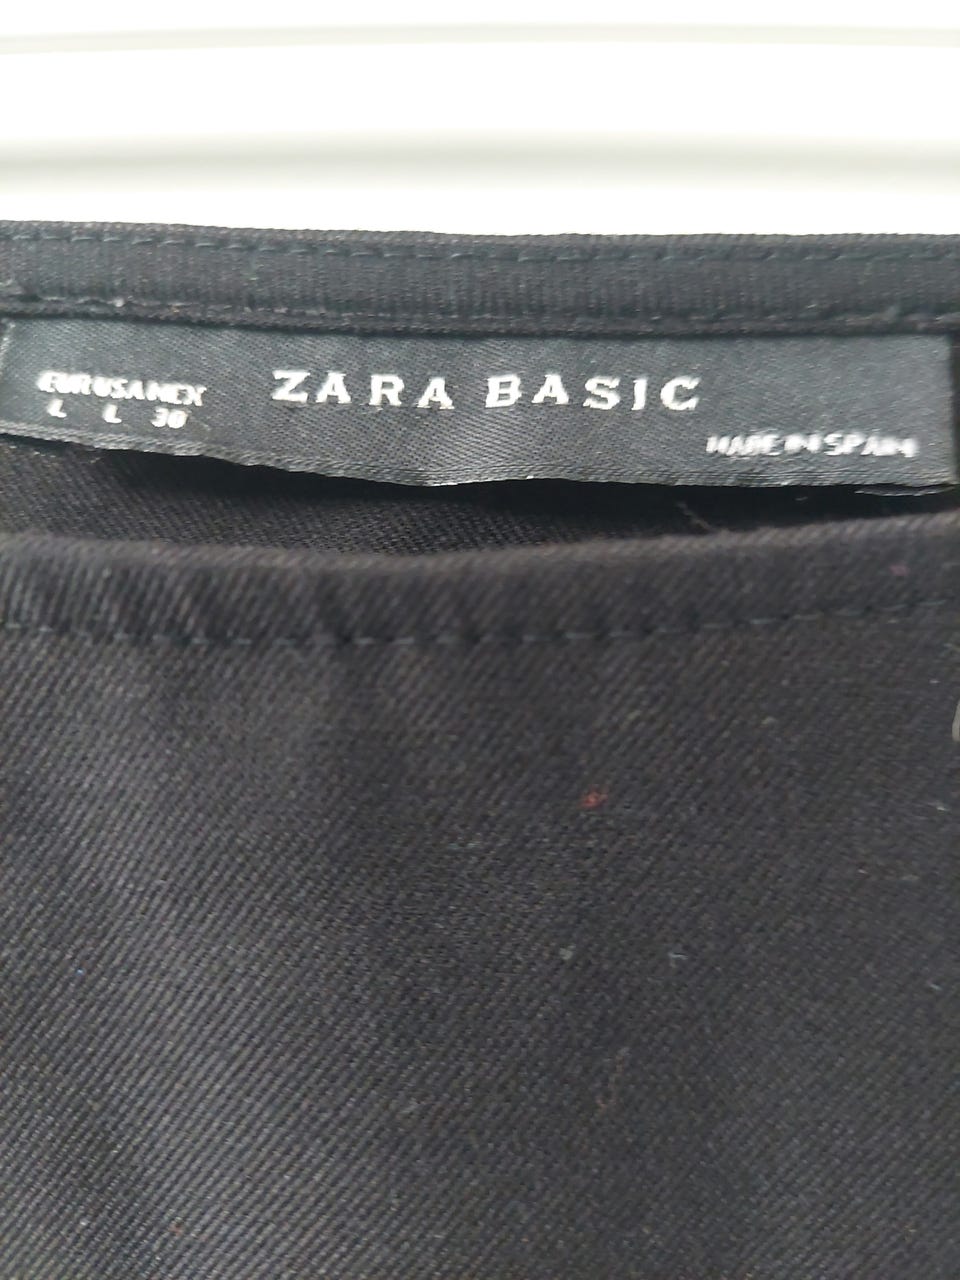 ZARA BASIC
EUR USA MEX
L L 30
MADE IN SPAIN